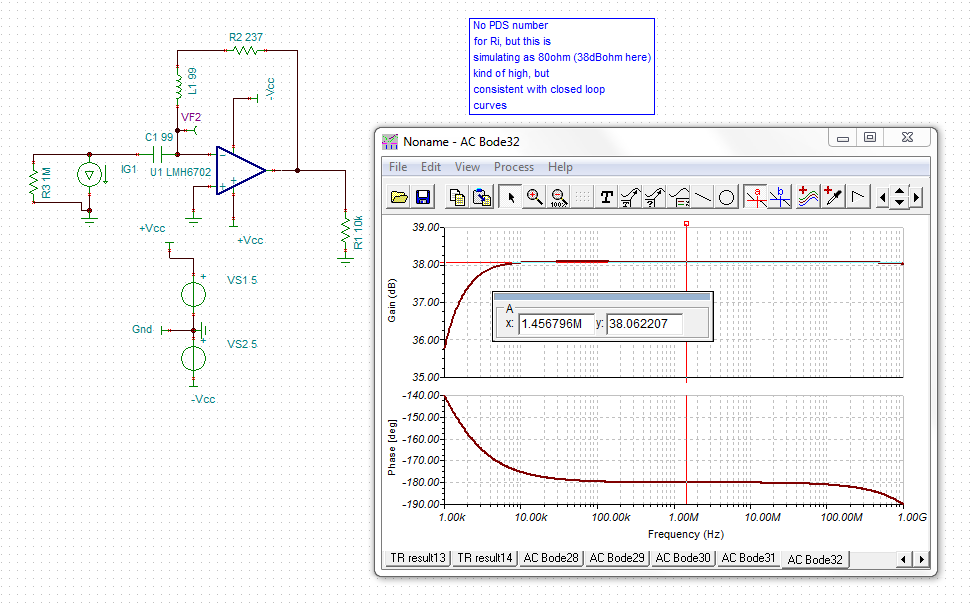 No PDS number
for Ri, but this is
simulating as 80ohm (38dBohm here)
kind of high, but
consistent with closed loop
curves
R2 237
L1 99
-Vcc
VF2
C1 99
IG1
U1 LMH6702
R3 1M
+Vcc
R1 10k
+Vcc
VS1 5
Gnd
VS2 5
-Vcc
Noname - AC Bode32
File Edit View Process Help
39.00
38.00
37.00
36.00
35.00
Gain (dB)
A
x: 1.456796M y: 38.062207
-140.00
-150.00
-160.00
-170.00
-180.00
-190.00
Phase [deg]
1.00k 10.00k 100.00k 1.00M 10.00M 100.00M 1.00G
Frequency (Hz)
TR result13 TR result14 AC Bode28 AC Bode29 AC Bode30 AC Bode31 AC Bode32